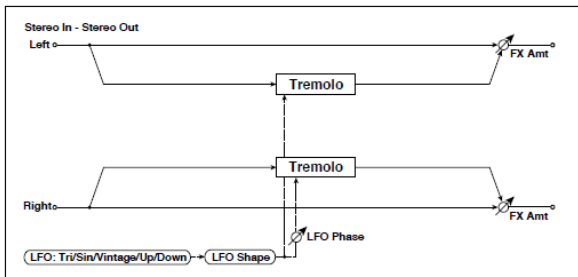 Stereo In - Stereo Out
Left
FX Amt
Tremolo
Tremolo
Right
FX Amt
LFO Phase
LFO: Tri/Sin/Vintage/Up/Down
LFO Shape